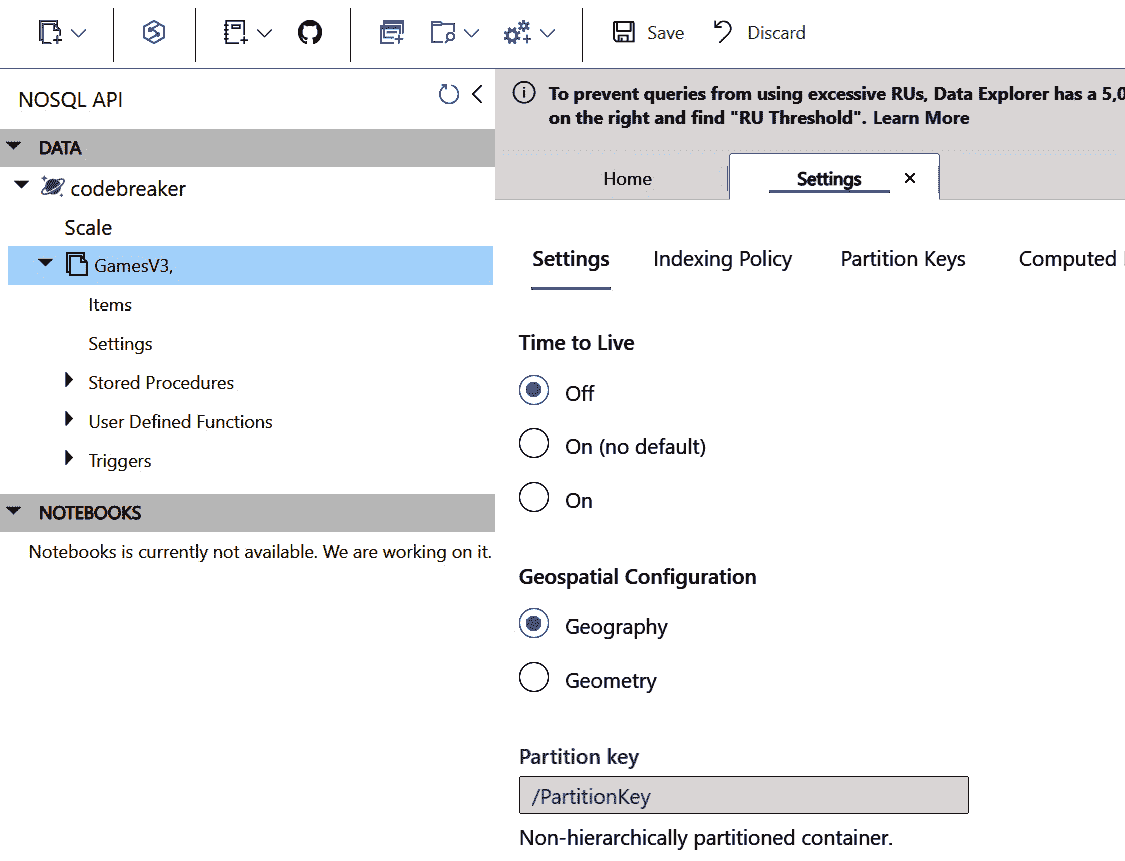 Save
Discard
NOSQL API
DATA
codebreaker
Scale
GamesV3,
Items
Settings
Stored Procedures
User Defined Functions
Triggers
NOTEBOOKS
Notebooks is currently not available. We are working on it.
To prevent queries from using excessive RUs, Data Explorer has a 5,0
on the right and find "RU Threshold". Learn More
Home
Settings
Settings
Indexing Policy
Partition Keys
Computed
Time to Live
Off
On (no default)
On
Geospatial Configuration
Geography
Geometry
Partition key
/PartitionKey
Non-hierarchically partitioned container.